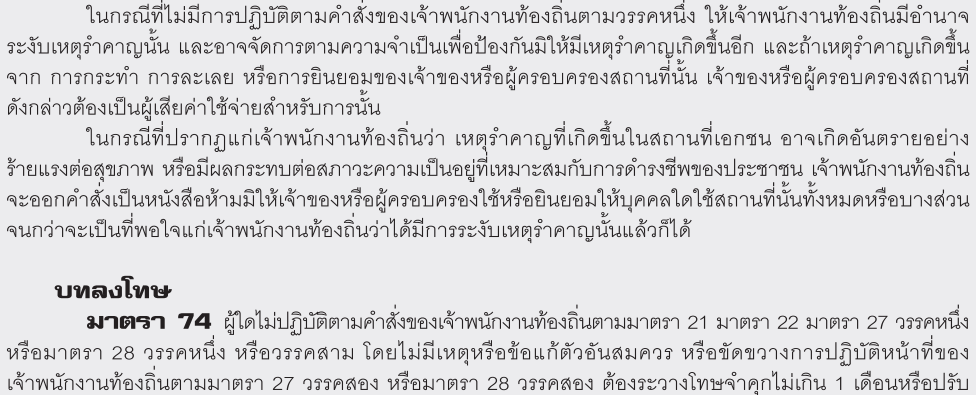 ในกรณีที่ไม่มีการปฏิบัติตามคำสั่งของเจ้าพนักงานท้องถิ่นตามวรรคหนึ่ง ให้เจ้าพนักงานท้องถิ่นมีอำนาจ
ระงับเหตุรำคาญนั้น และอาจจัดการตามความจำเป็นเพื่อป้องกันมิให้มีเหตุรำคาญเกิดขึ้นอีก และถ้าเหตุรำคาญเกิดขึ้น
จาก การกระทำ การละเลย หรือการยินยอมของเจ้าของหรือผู้ครอบครองสถานที่นั้น เจ้าของหรือผู้ครอบครองสถานที่
ดังกล่าวต้องเป็นผู้เสียค่าใช้จ่ายสำหรับการนั้น
ในกรณีที่ปรากฏแก่เจ้าพนักงานท้องถิ่นว่า เหตุรำคาญที่เกิดขึ้นในสถานที่เอกชน อาจเกิดอันตรายอย่าง
ร้ายแรงต่อสุขภาพ หรือมีผลกระทบต่อสภาวะความเป็นอยู่ที่เหมาะสมกับการดำรงชีพของประชาชน เจ้าพนักงานท้องถิ่น
จะออกคำสั่งเป็นหนังสือห้ามมิให้เจ้าของหรือผู้ครอบครองใช้หรือยินยอมให้บุคคลใดใช้สถานที่นั้นทั้งหมดหรือบางส่วน
จนกว่าจะเป็นที่พอใจแก่เจ้าพนักงานท้องถิ่นว่าได้มีการระงับเหตุรำคาญนั้นแล้วก็ได้
บทลงโทษ
มาตรา 74 ผู้ใดไม่ปฏิบัติตามคำสั่งของเจ้าพนักงานท้องถิ่นตามมาตรา 21 มาตรา 22 มาตรา 27 วรรคหนึ่ง
หรือมาตรา 28 วรรคหนึ่ง หรือวรรคสาม โดยไม่มีเหตุหรือข้อแก้ตัวอันสมควร หรือขัดขวางการปฏิบัติหน้าที่ของ
เจ้าพนักงานท้องถิ่นตามมาตรา 27 วรรคสอง หรือมาตรา 28 วรรคสอง ต้องระวางโทษจำคุกไม่เกิน 1 เดือนหรือปรับ